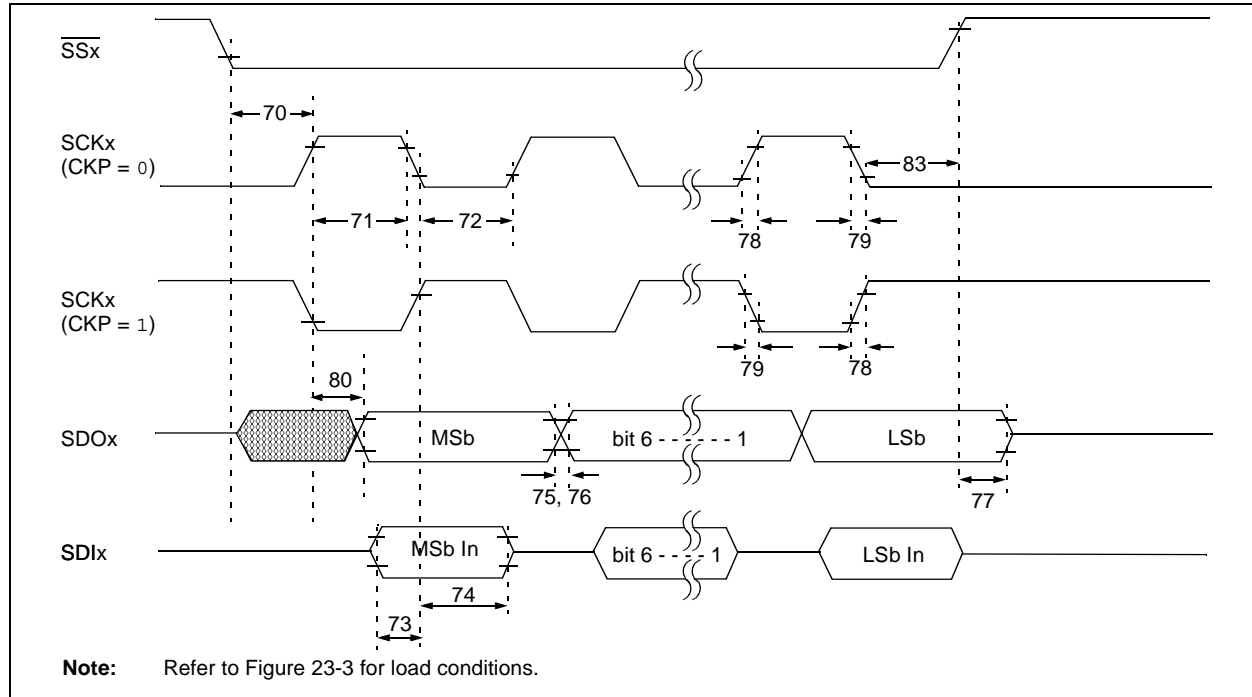 SSx
70
SCKx
(CKP = 0)
83
71
72
78
79
SCKx
(CKP = 1)
79
78
80
SDOx
MSb
bit 6 - - - - - - 1
LSb
75, 76
77
SDIx
MSb In
bit 6 - - - - 1
LSb In
74
73
Note: Refer to Figure 23-3 for load conditions.